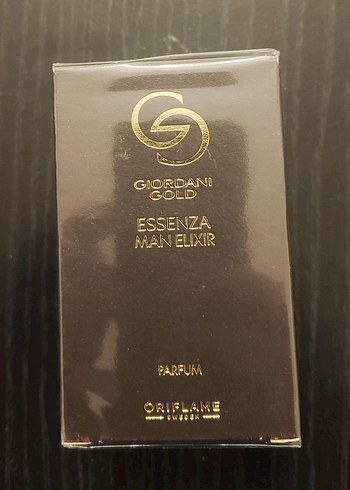 GIORDANI
GOLD
ESSENZA
MAN ELIXIR
PARFUM
ORIFLAME
SWEDEN